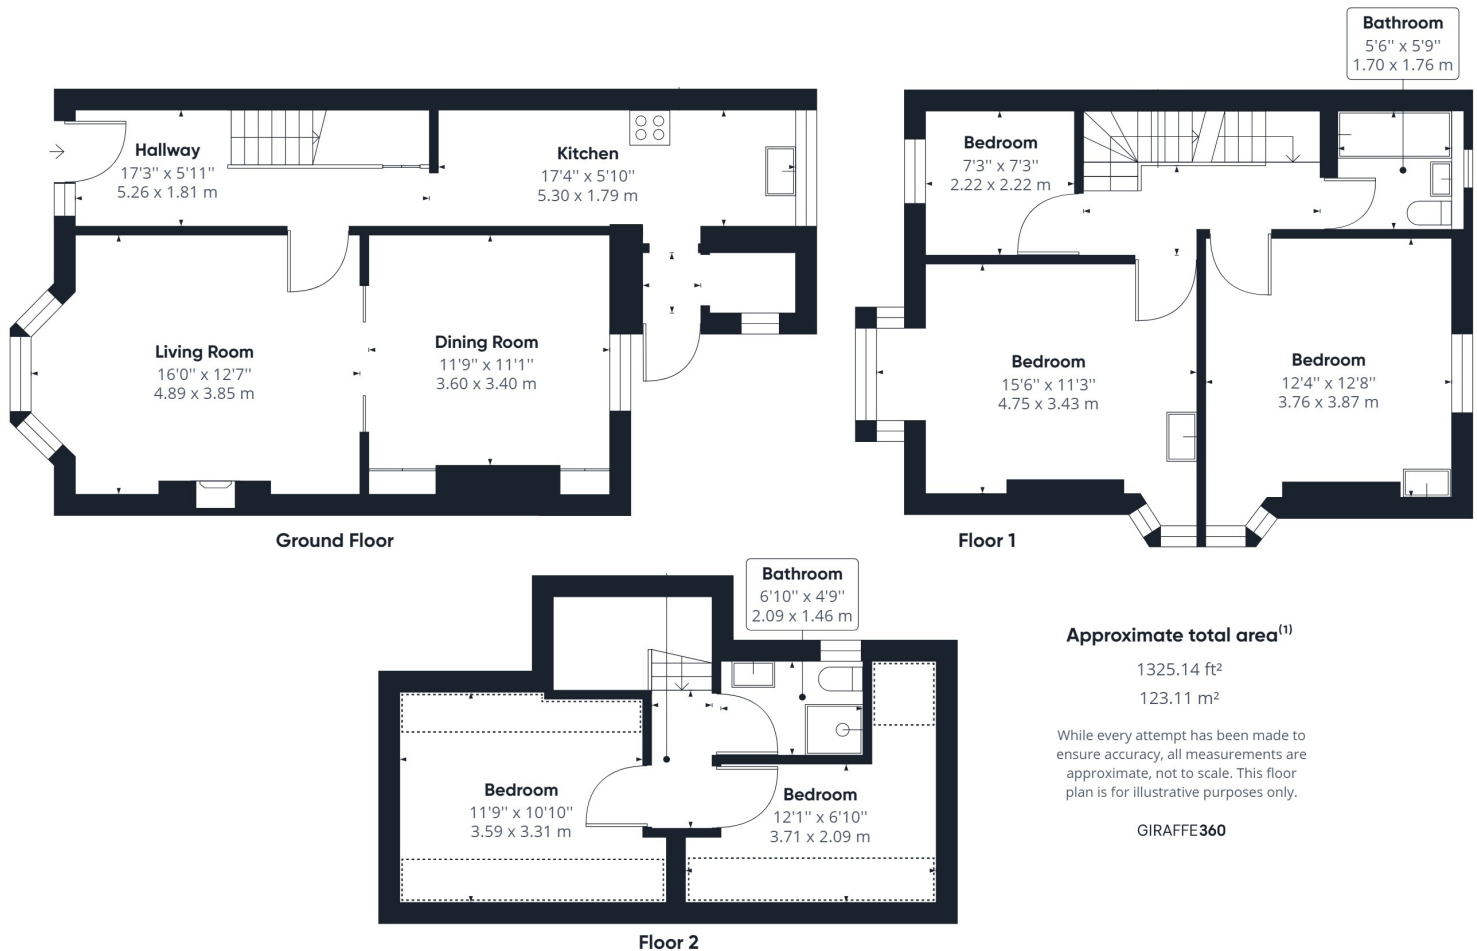 Hallway
17'3'' x 5'11''
5.26 x 1.81 m
Kitchen
17'4'' x 5'10''
5.30 x 1.79 m
Living Room
16'0'' x 12'7''
4.89 x 3.85 m
Dining Room
11'9'' x 11'1''
3.60 x 3.40 m
Ground Floor
Bathroom
5'6'' x 5'9''
1.70 x 1.76 m
Bedroom
7'3'' x 7'3''
2.22 x 2.22 m
Bedroom
15'6'' x 11'3''
4.75 x 3.43 m
Bedroom
12'4'' x 12'8''
3.76 x 3.87 m
Floor 1
Bathroom
6'10'' x 4'9''
2.09 x 1.46 m
Bedroom
11'9'' x 10'10''
3.59 x 3.31 m
Bedroom
12'1'' x 6'10''
3.71 x 2.09 m
Floor 2
Approximate total area(1)
1325.14 ft²
123.11 m²
While every attempt has been made to
ensure accuracy, all measurements are
approximate, not to scale. This floor
plan is for illustrative purposes only.
GIRAFFE360